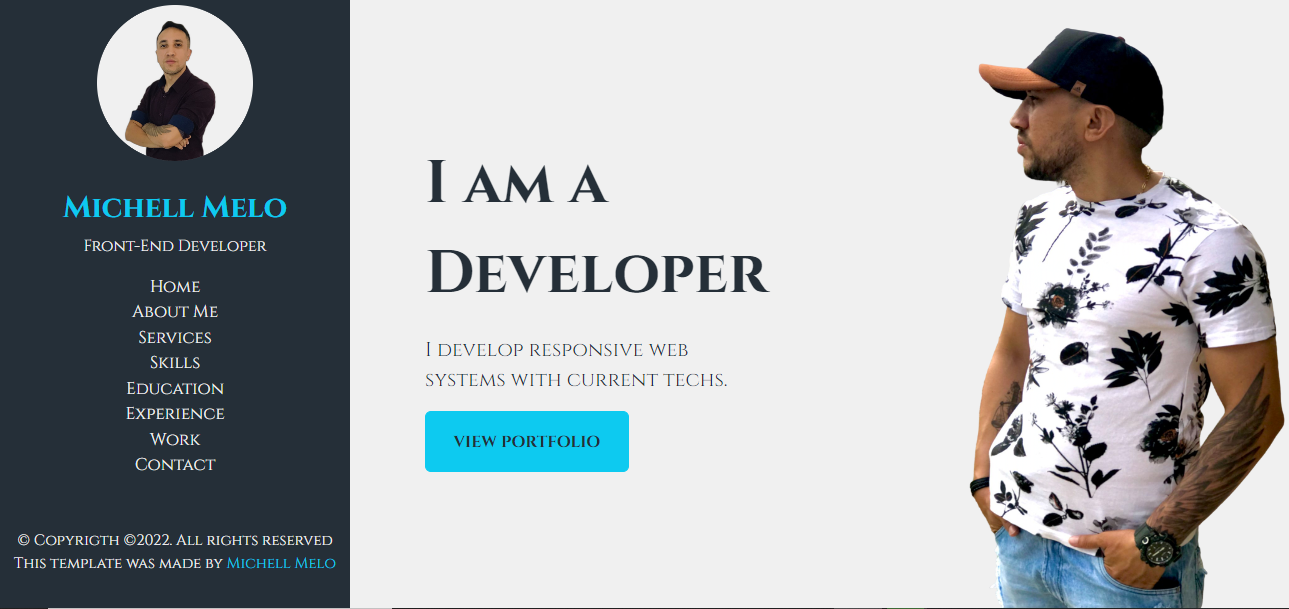 Michell Melo
Front-End Developer
Home
About Me
Services
Skills
Education
Experience
Work
Contact
© Copyrigth ©2022. All rights reserved
This template was made by Michell Melo
I am a
Developer
I develop responsive web
systems with current techs.
VIEW PORTFOLIO